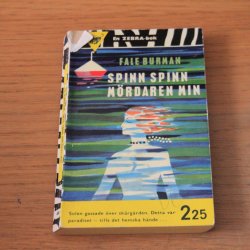 En ZEBRA-bok
FALE BURMAN
SPINN SPINN
MÖRDAREN MIN
Solen gassade över skärgården. Detta var
paradiset - tills det hemska hände . . .
2 25